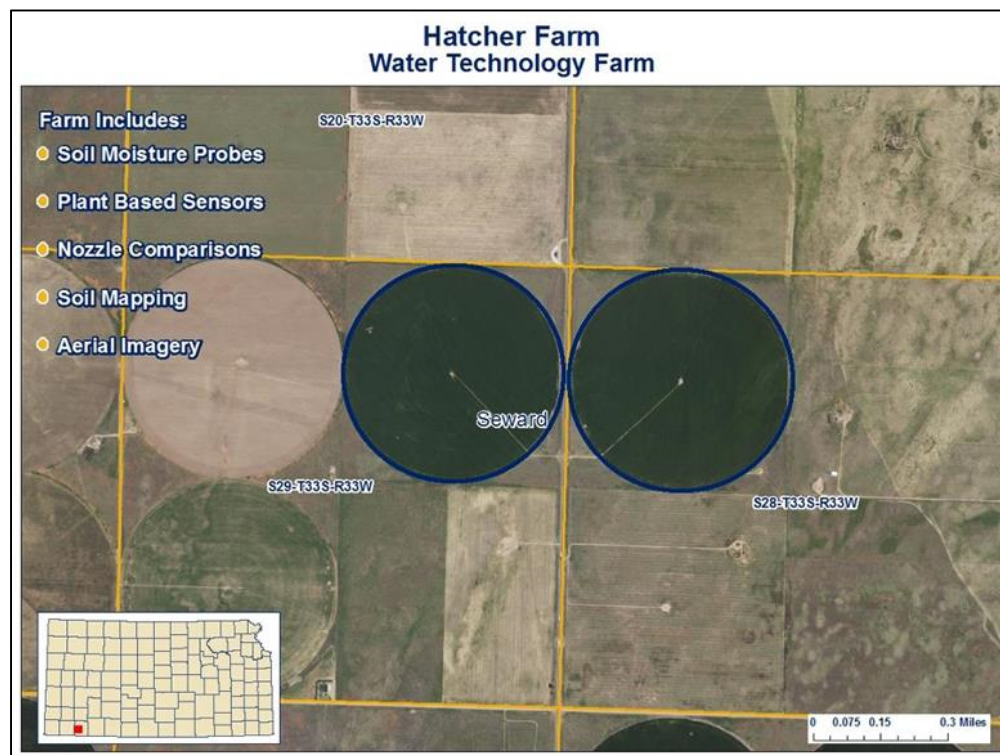 Hatcher Farm
Water Technology Farm
Farm Includes:
Soil Moisture Probes
Plant Based Sensors
Nozzle Comparisons
Soil Mapping
Aerial Imagery
S20-T33S-R33W
Seward
S29-T33S-R33W
S28-T33S-R33W
0 0.075 0.15 0.3 Miles